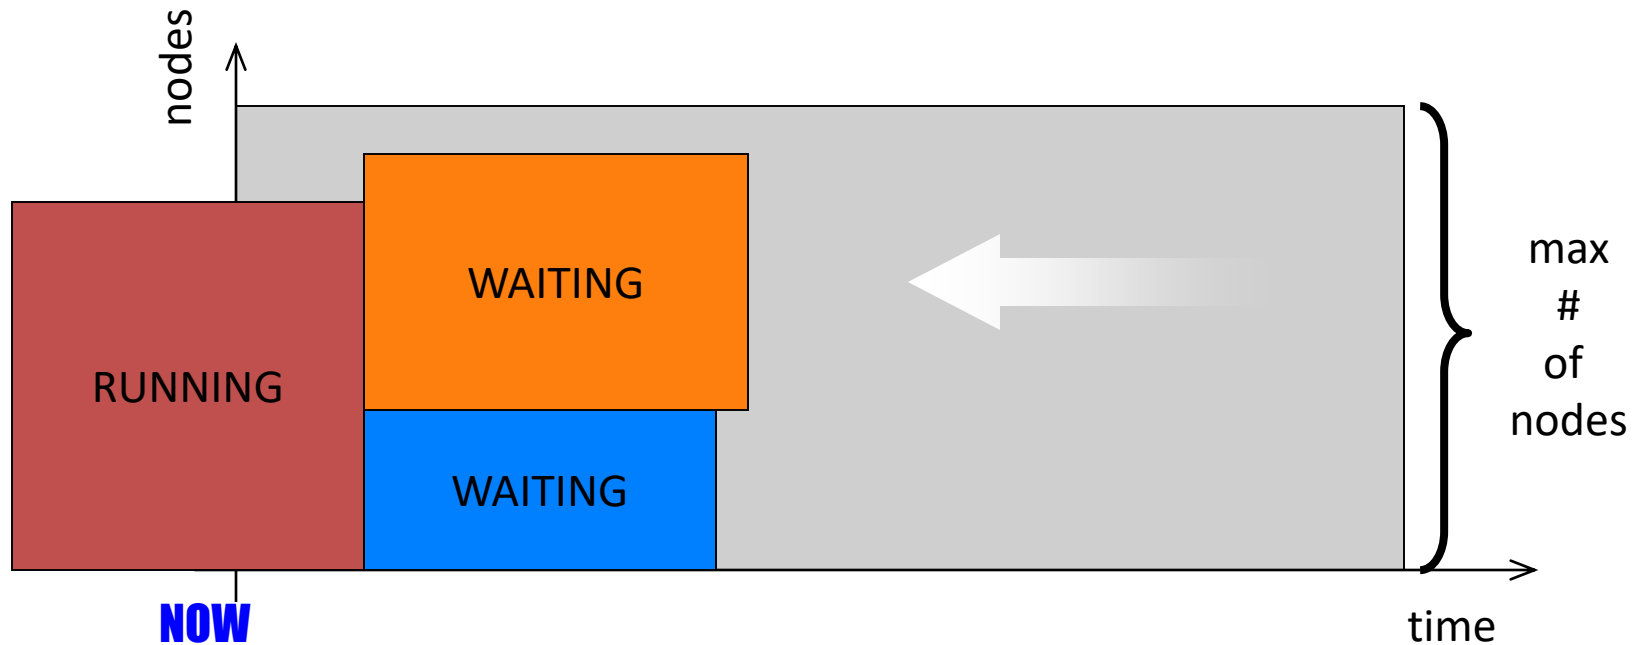 nodes
WAITING
RUNNING
WAITING
max
#
of
nodes
NOW
time